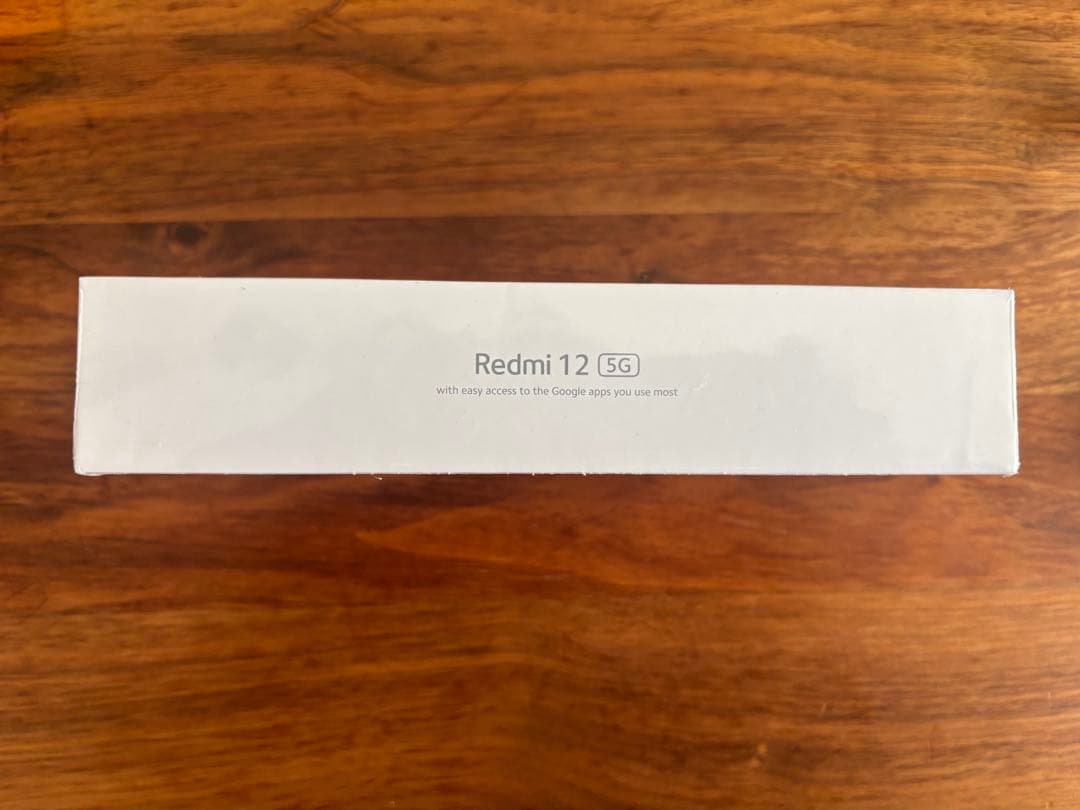 Redmi 12 5G
with easy access to the Google apps you use most